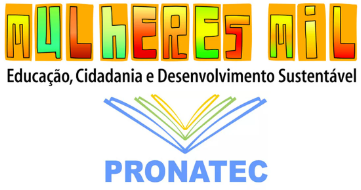 MULHERES MIL
Educação, Cidadania e Desenvolvimento Sustentável
PRONATEC